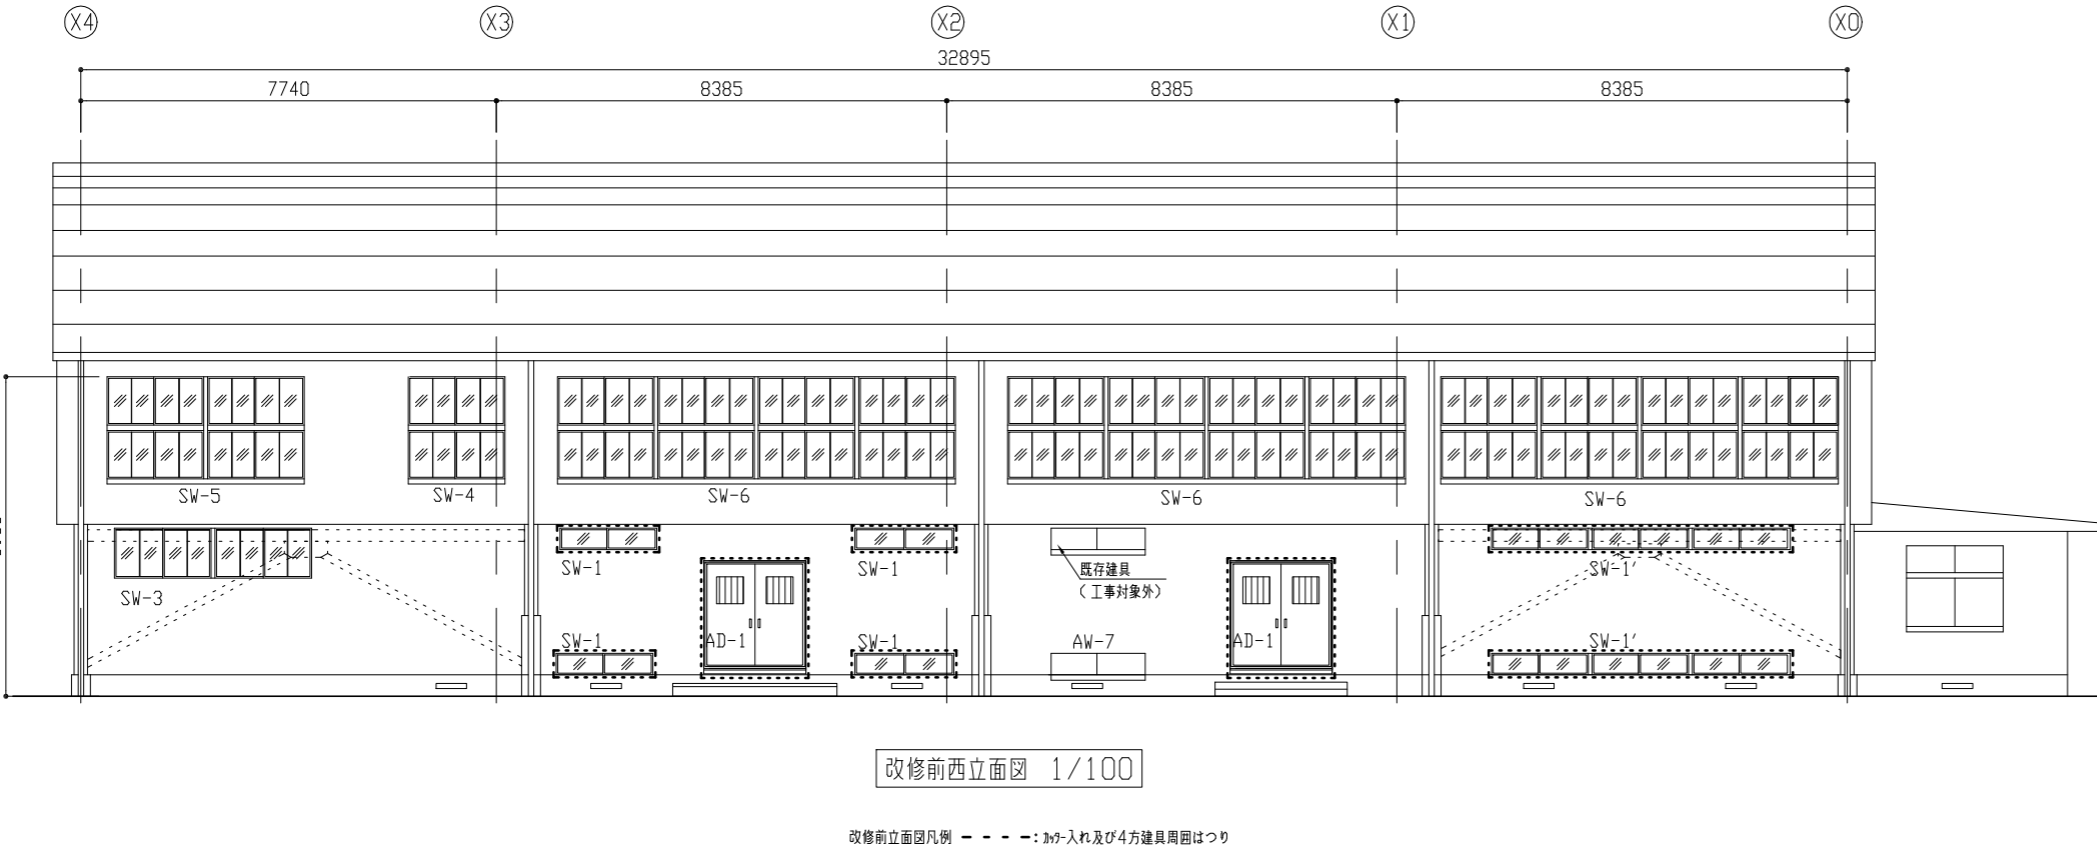 X4 X3 X2 X1 X0
32895
7740 8385 8385 8385
SW-5 SW-4 SW-6 SW-6 SW-6
SW-1 SW-1 既存建具 SW-1'
(工事対象外)
SW-3
SW-1 AD-1 SW-1 AW-7 AD-1 SW-1'
改修前西立面図 1/100
改修前立面図凡例 - - - -:カッター入れ及び4方建具周囲はつり